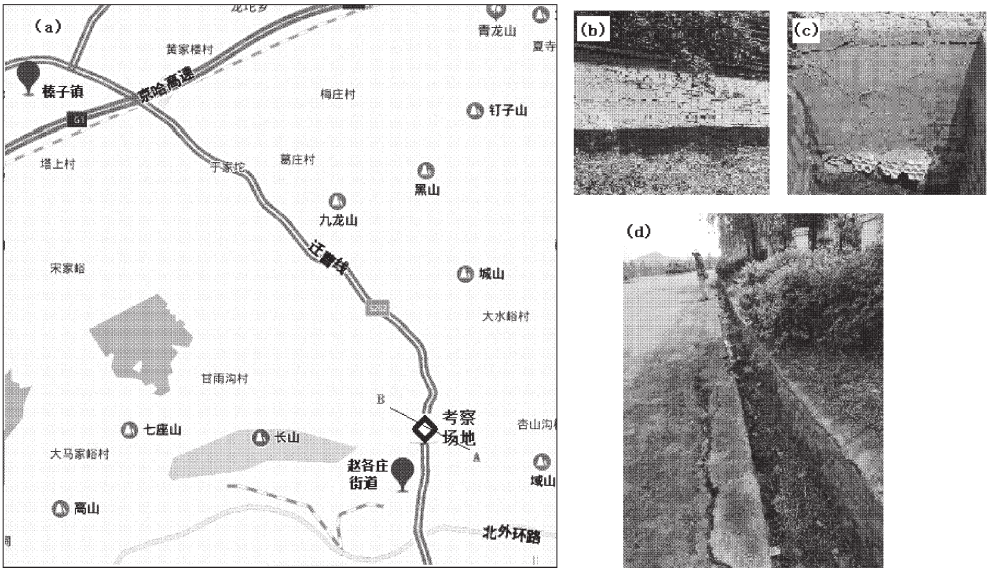 (a)
龙坨乡
青龙山
夏寺
黄家楼村
京哈高速
榛子镇
梅庄村
钉子山
G1
塔上村
于家坨
葛庄村
黑山
九龙山
迁曹线
宋家峪
城山
大水峪村
甘雨沟村
B
考察
场地
杏山沟
七座山
长山
A
大马家峪村
赵各庄
街道
域山
高山
北外环路
(b)
(c)
(d)